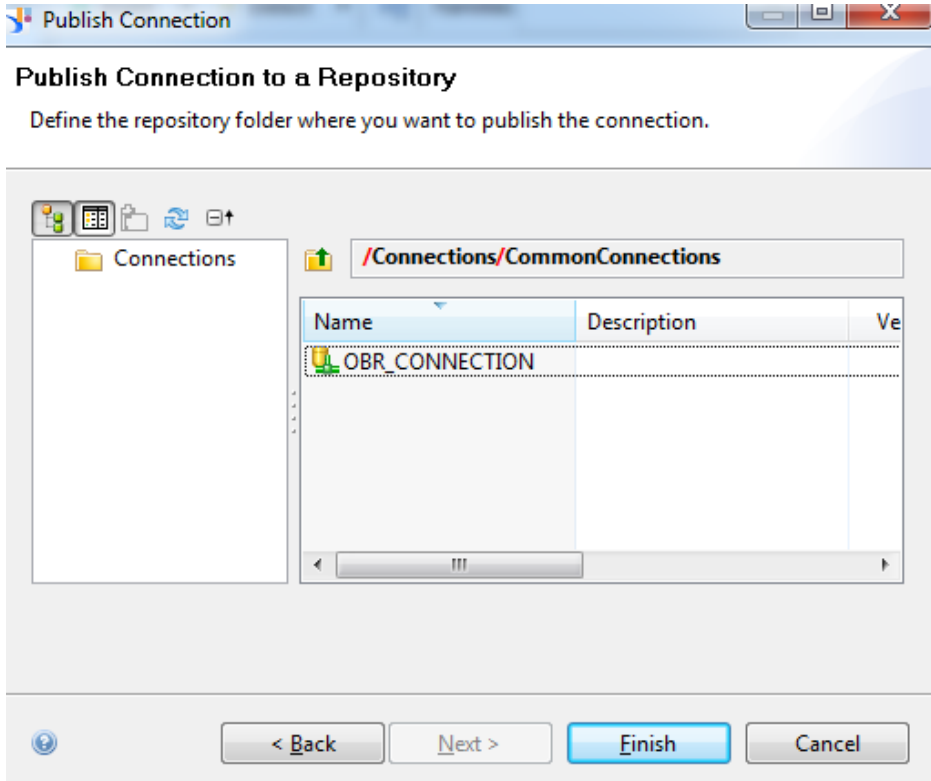 Publish Connection
Publish Connection to a Repository
Define the repository folder where you want to publish the connection.
Connections
/Connections/CommonConnections
Name Description Ve
OBR_CONNECTION
< Back Next > Finish Cancel